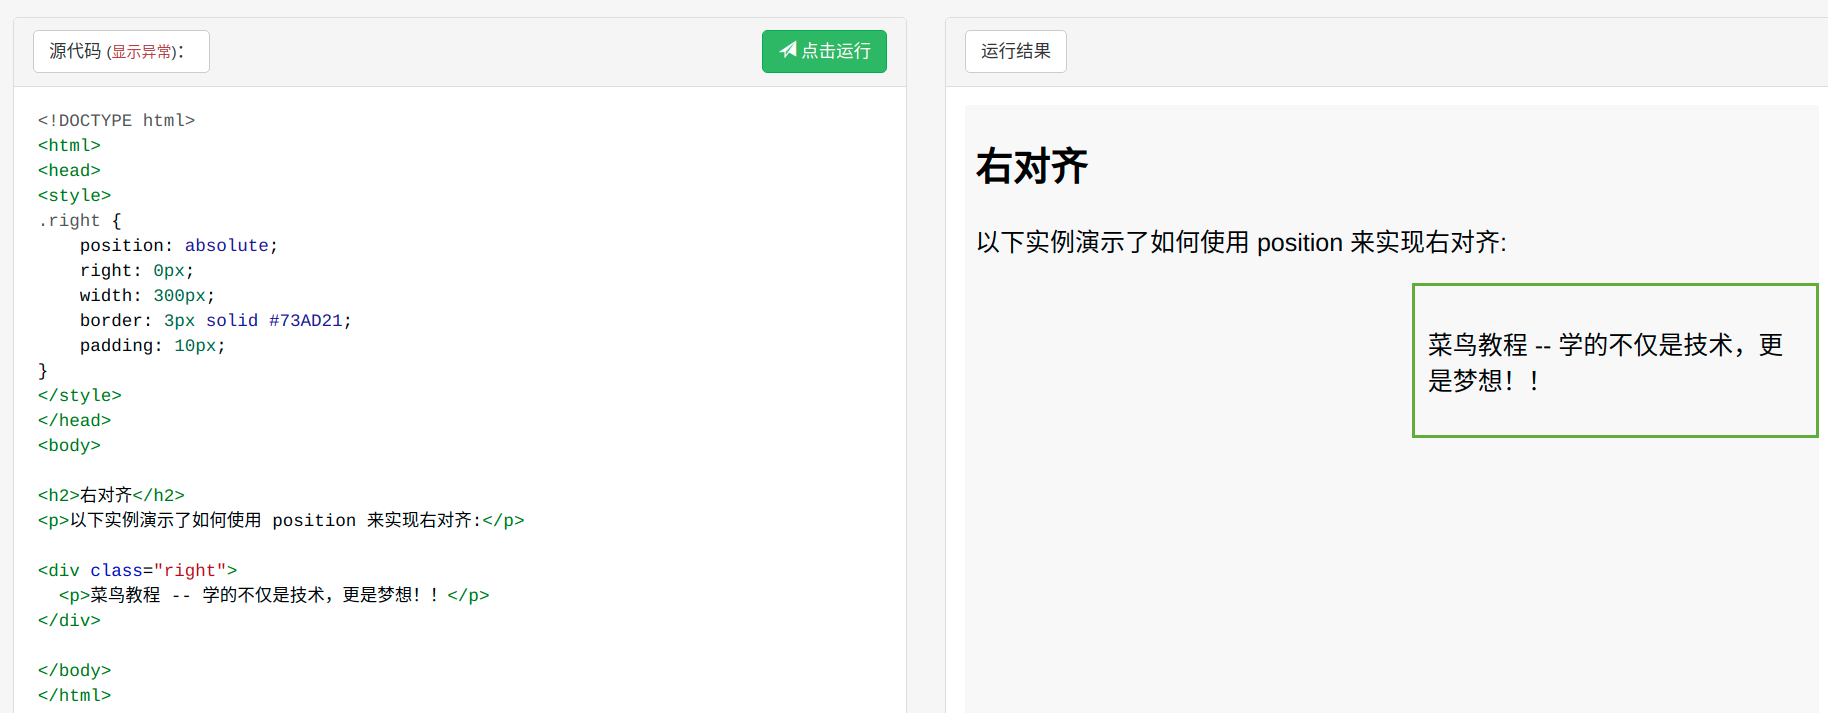 源代码 (显示异常)：
点击运行
<!DOCTYPE html>
<html>
<head>
<style>
.right {
    position: absolute;
    right: 0px;
    width: 300px;
    border: 3px solid #73AD21;
    padding: 10px;
}
</style>
</head>
<body>
<h2>右对齐</h2>
<p>以下实例演示了如何使用 position 来实现右对齐:</p>
<div class="right">
  <p>菜鸟教程 -- 学的不仅是技术，更是梦想！！</p>
</div>
</body>
</html>
运行结果
右对齐
以下实例演示了如何使用 position 来实现右对齐:
菜鸟教程 -- 学的不仅是技术，更
是梦想！！